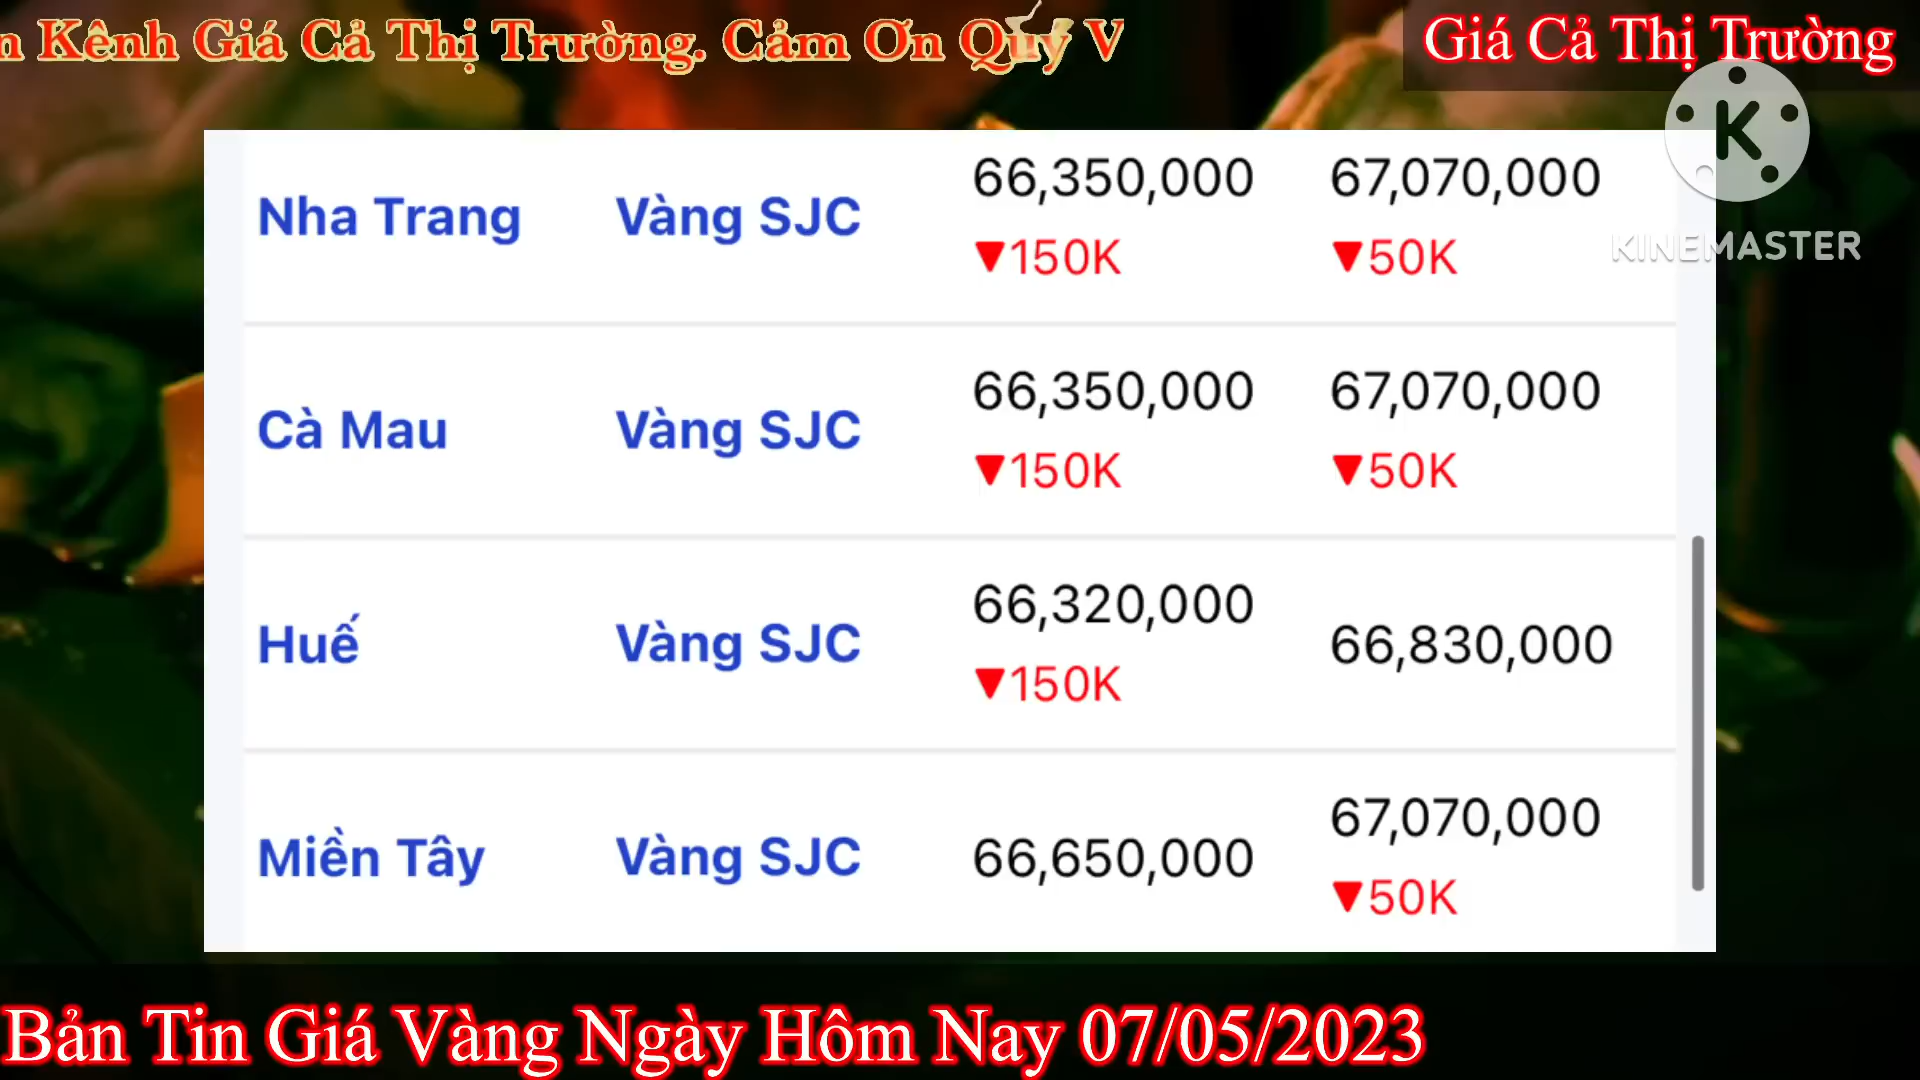 n Kênh Giá Cả Thị Trường. Cảm Ơn Quý V
Giá Cả Thị Trường
K
KINEMASTER
66,350,000 67,070,000
Nha Trang Vàng SJC
▼150K ▼50K
66,350,000 67,070,000
Cà Mau Vàng SJC
▼150K ▼50K
66,320,000
Huế Vàng SJC 66,830,000
▼150K
67,070,000
Miền Tây Vàng SJC 66,650,000
▼50K
Bản Tin Giá Vàng Ngày Hôm Nay 07/05/2023